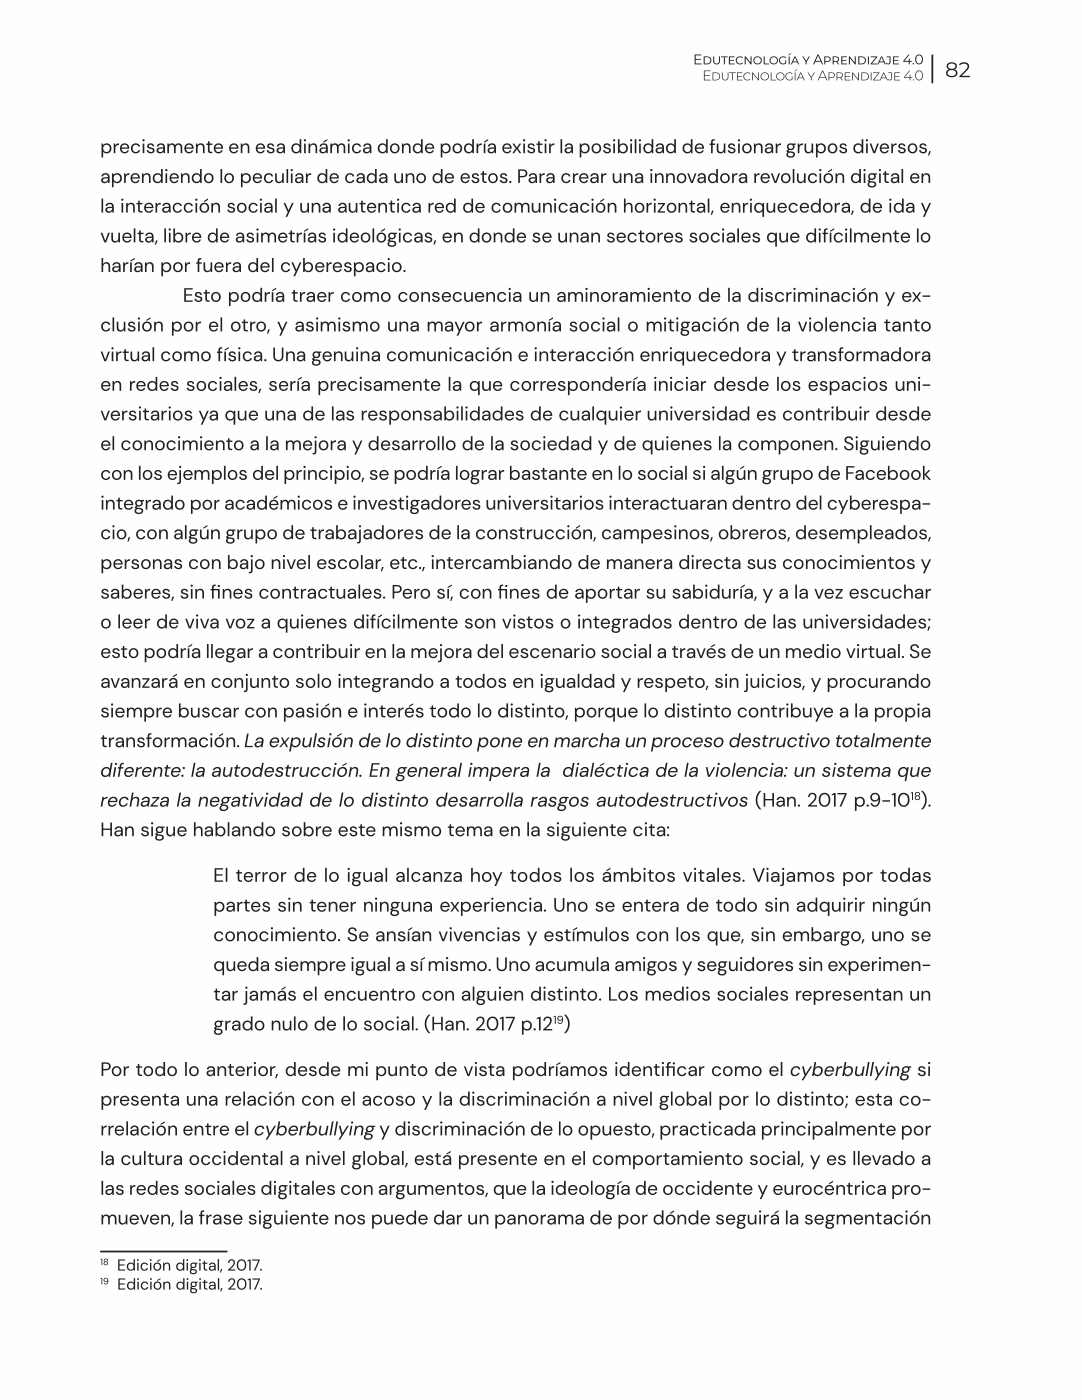 Edutecnología y Aprendizaje 4.0
Edutecnología y Aprendizaje 4.0
82
precisamente en esa dinámica donde podría existir la posibilidad de fusionar grupos diversos,
aprendiendo lo peculiar de cada uno de estos. Para crear una innovadora revolución digital en
la interacción social y una autentica red de comunicación horizontal, enriquecedora, de ida y
vuelta, libre de asimetrías ideológicas, en donde se unan sectores sociales que difícilmente lo
harían por fuera del cyberespacio.
Esto podría traer como consecuencia un aminoramiento de la discriminación y ex-
clusión por el otro, y asimismo una mayor armonía social o mitigación de la violencia tanto
virtual como física. Una genuina comunicación e interacción enriquecedora y transformadora
en redes sociales, sería precisamente la que correspondería iniciar desde los espacios uni-
versitarios ya que una de las responsabilidades de cualquier universidad es contribuir desde
el conocimiento a la mejora y desarrollo de la sociedad y de quienes la componen. Siguiendo
con los ejemplos del principio, se podría lograr bastante en lo social si algún grupo de Facebook
integrado por académicos e investigadores universitarios interactuaran dentro del cyberespa-
cio, con algún grupo de trabajadores de la construcción, campesinos, obreros, desempleados,
personas con bajo nivel escolar, etc., intercambiando de manera directa sus conocimientos y
saberes, sin fines contractuales. Pero sí, con fines de aportar su sabiduría, y a la vez escuchar
o leer de viva voz a quienes difícilmente son vistos o integrados dentro de las universidades;
esto podría llegar a contribuir en la mejora del escenario social a través de un medio virtual. Se
avanzará en conjunto solo integrando a todos en igualdad y respeto, sin juicios, y procurando
siempre buscar con pasión e interés todo lo distinto, porque lo distinto contribuye a la propia
transformación. La expulsión de lo distinto pone en marcha un proceso destructivo totalmente
diferente: la autodestrucción. En general impera la  dialéctica de la violencia: un sistema que
rechaza la negatividad de lo distinto desarrolla rasgos autodestructivos (Han. 2017 p.9-10¹⁸).
Han sigue hablando sobre este mismo tema en la siguiente cita:
El terror de lo igual alcanza hoy todos los ámbitos vitales. Viajamos por todas
partes sin tener ninguna experiencia. Uno se entera de todo sin adquirir ningún
conocimiento. Se ansían vivencias y estímulos con los que, sin embargo, uno se
queda siempre igual a sí mismo. Uno acumula amigos y seguidores sin experimen-
tar jamás el encuentro con alguien distinto. Los medios sociales representan un
grado nulo de lo social. (Han. 2017 p.12¹⁹)
Por todo lo anterior, desde mi punto de vista podríamos identificar como el cyberbullying si
presenta una relación con el acoso y la discriminación a nivel global por lo distinto; esta co-
rrelación entre el cyberbullying y discriminación de lo opuesto, practicada principalmente por
la cultura occidental a nivel global, está presente en el comportamiento social, y es llevado a
las redes sociales digitales con argumentos, que la ideología de occidente y eurocéntrica pro-
mueven, la frase siguiente nos puede dar un panorama de por dónde seguirá la segmentación
¹⁸ Edición digital, 2017.
¹⁹ Edición digital, 2017.